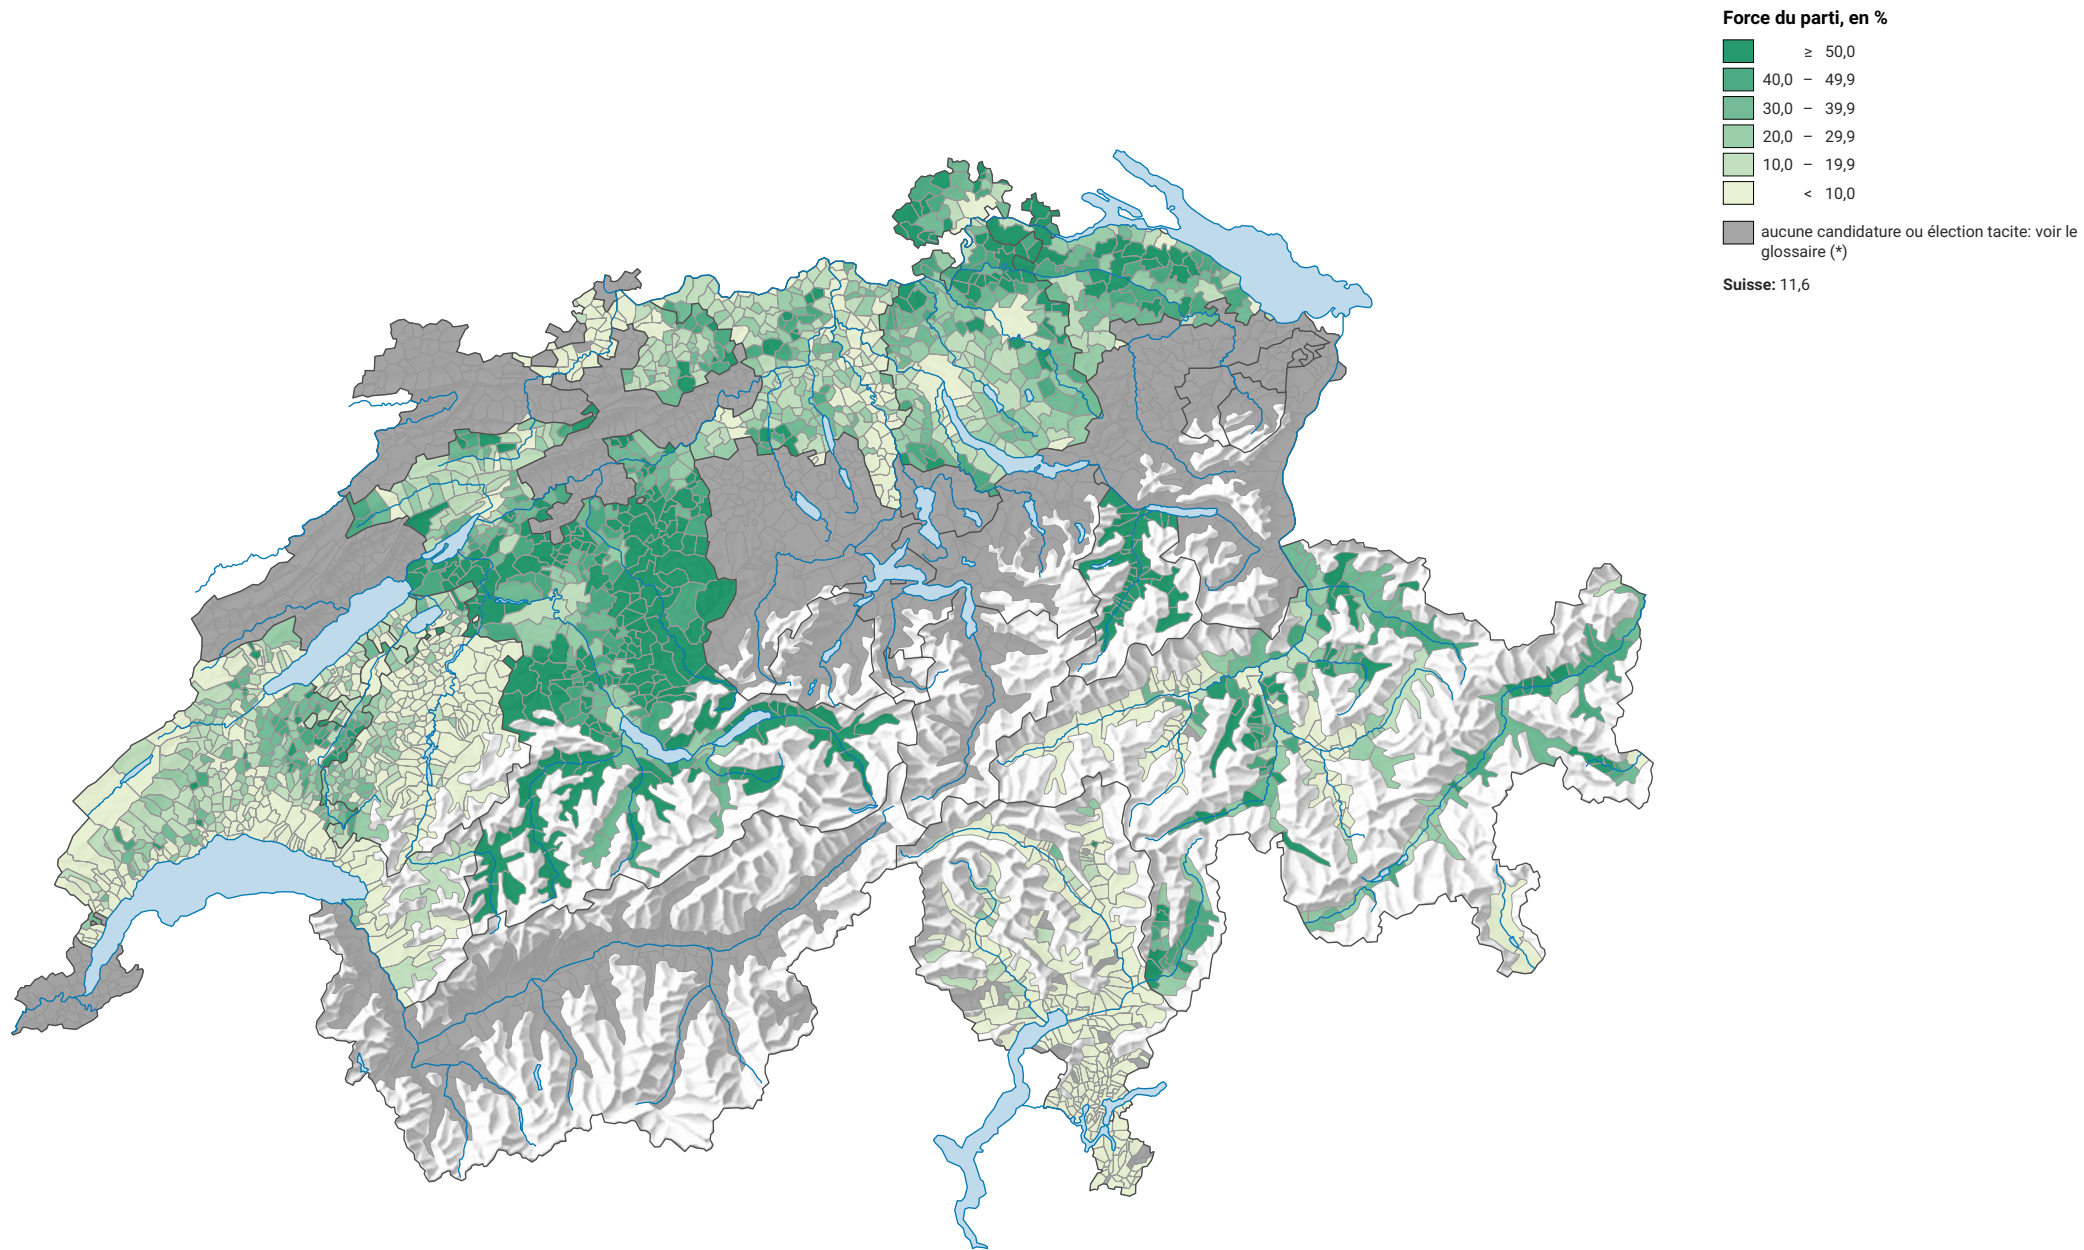 Force du parti, en %
≥ 50,0
40,0 – 49,9
30,0 – 39,9
20,0 – 29,9
10,0 – 19,9
< 10,0
aucune candidature ou élection tacite: voir le
glossaire (*)
Suisse: 11,6